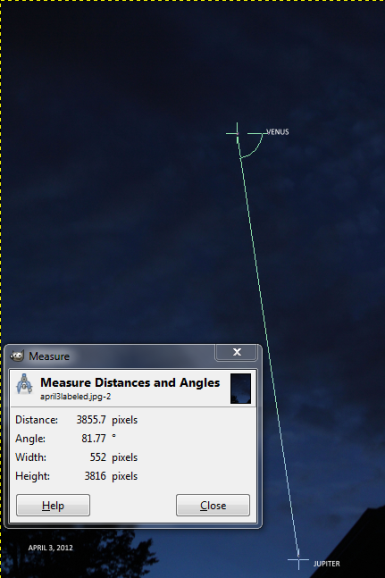 VENUS
Measure
X
Measure Distances and Angles
april3labeled.jpg-2
Distance: 3855.7 pixels
Angle: 81.77 °
Width: 552 pixels
Height: 3816 pixels
Help Close
APRIL 3, 2012
JUPITER